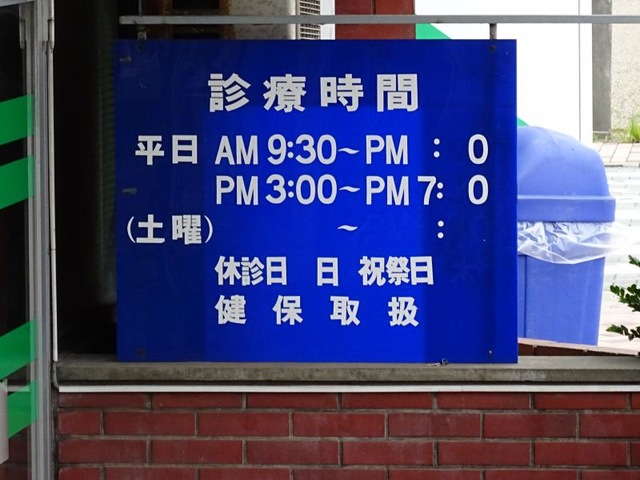 診療時間
平日 AM 9:30～PM : 0
PM 3:00～PM 7: 0
(土曜) ～ :
休診日 日 祝祭日
健保取扱